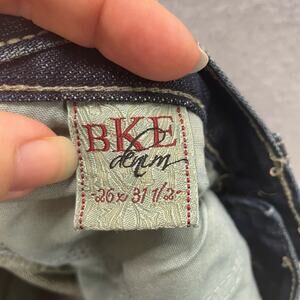 BKE
denim
-26 x 31 1/2-